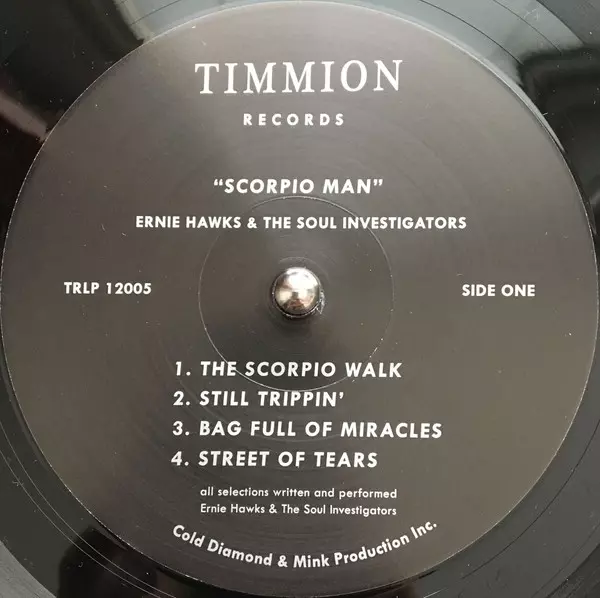 TIMMION
RECORDS
"SCORPIO MAN"
ERNIE HAWKS & THE SOUL INVESTIGATORS
TRLP 12005
SIDE ONE
1. THE SCORPIO WALK
2. STILL TRIPPIN'
3. BAG FULL OF MIRACLES
4. STREET OF TEARS
all selections written and performed
Ernie Hawks & The Soul Investigators
Cold Diamond & Mink Production Inc.